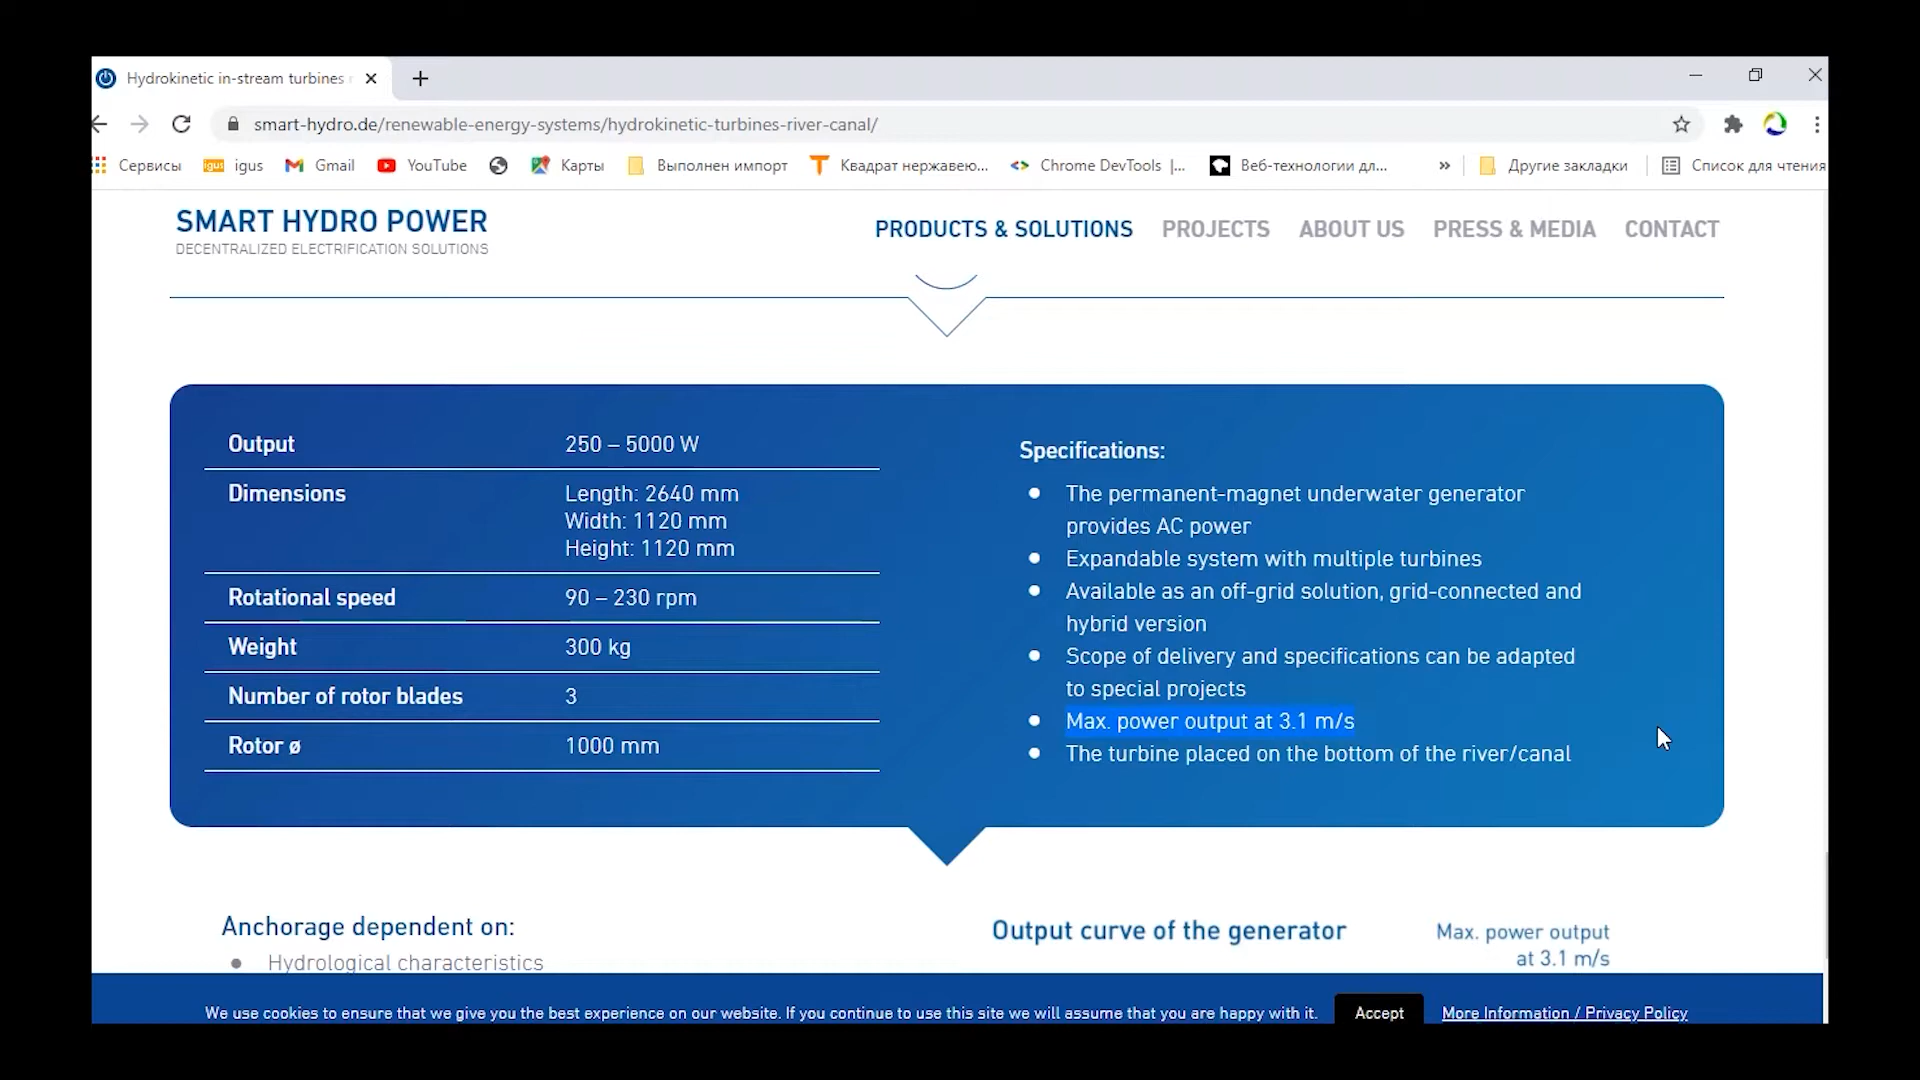 Hydrokinetic in-stream turbines
smart-hydro.de/renewable-energy-systems/hydrokinetic-turbines-river-canal/
Сервисы igus igus Gmail YouTube Карты Выполнен импорт Квадрат нержавею... Chrome DevTools |... Веб-технологии дл... » Другие закладки Список для чтения
SMART HYDRO POWER
DECENTRALIZED ELECTRIFICATION SOLUTIONS
PRODUCTS & SOLUTIONS PROJECTS ABOUT US PRESS & MEDIA CONTACT
Output 250 – 5000 W
Dimensions Length: 2640 mm
Width: 1120 mm
Height: 1120 mm
Rotational speed 90 – 230 rpm
Weight 300 kg
Number of rotor blades 3
Rotor ø 1000 mm
Specifications:
The permanent-magnet underwater generator
provides AC power
Expandable system with multiple turbines
Available as an off-grid solution, grid-connected and
hybrid version
Scope of delivery and specifications can be adapted
to special projects
Max. power output at 3.1 m/s
The turbine placed on the bottom of the river/canal
Anchorage dependent on:
Hydrological characteristics
Output curve of the generator
Max. power output
at 3.1 m/s
We use cookies to ensure that we give you the best experience on our website. If you continue to use this site we will assume that you are happy with it. Accept More Information / Privacy Policy